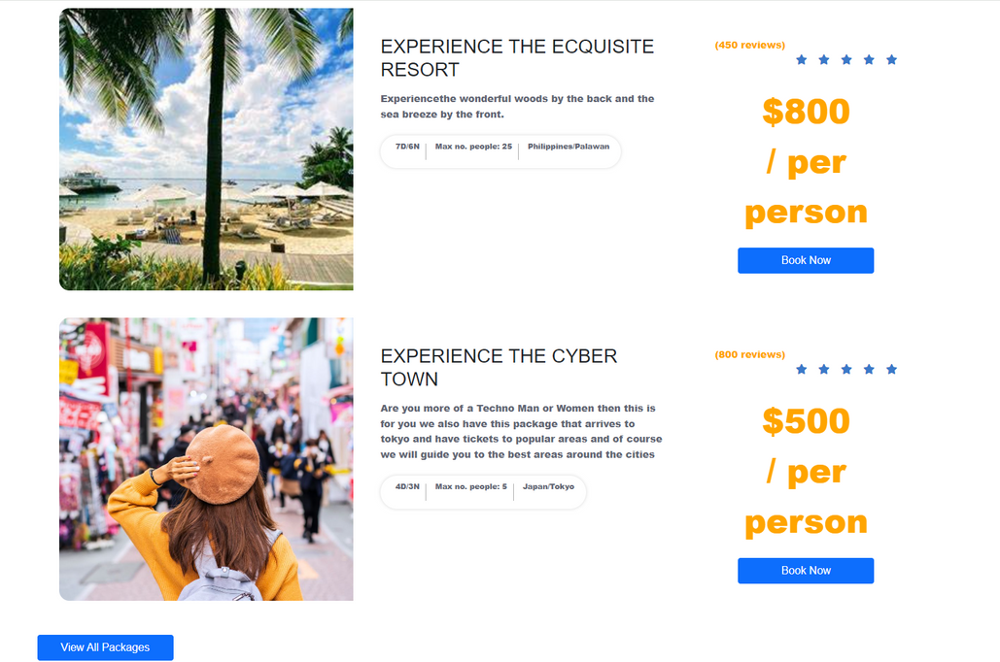 EXPERIENCE THE ECQUISITE
RESORT
Experiencethe wonderful woods by the back and the
sea breeze by the front.
7D/6N
Max no. people: 25
Philippines/Palawan
(450 reviews)
$800
/ per
person
Book Now
EXPERIENCE THE CYBER
TOWN
Are you more of a Techno Man or Women then this is
for you we also have this package that arrives to
tokyo and have tickets to popular areas and of course
we will guide you to the best areas around the cities
4D/3N
Max no. people: 5
Japan/Tokyo
(800 reviews)
$500
/ per
person
Book Now
View All Packages